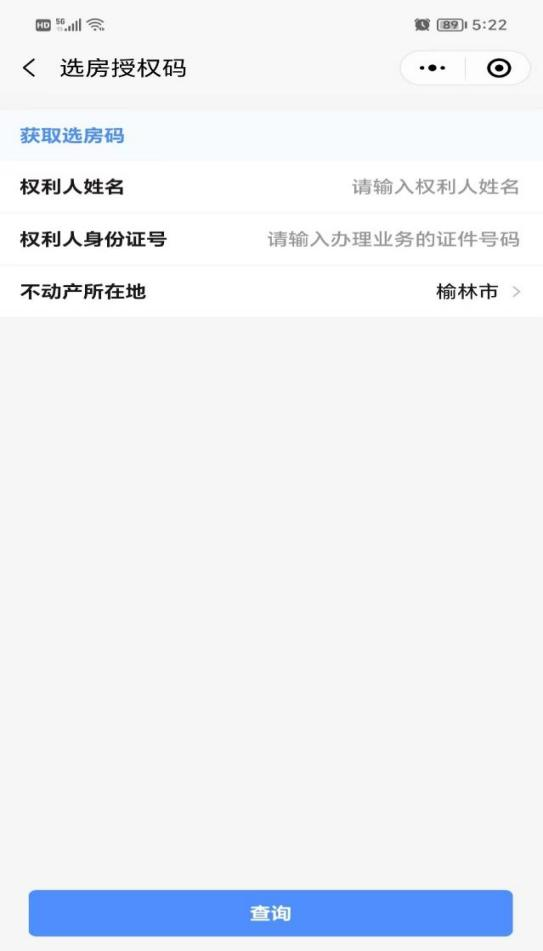 HD 5G 89 5:22
选房授权码
获取选房码
权利人姓名 请输入权利人姓名
权利人身份证号 请输入办理业务的证件号码
不动产所在地 榆林市
查询